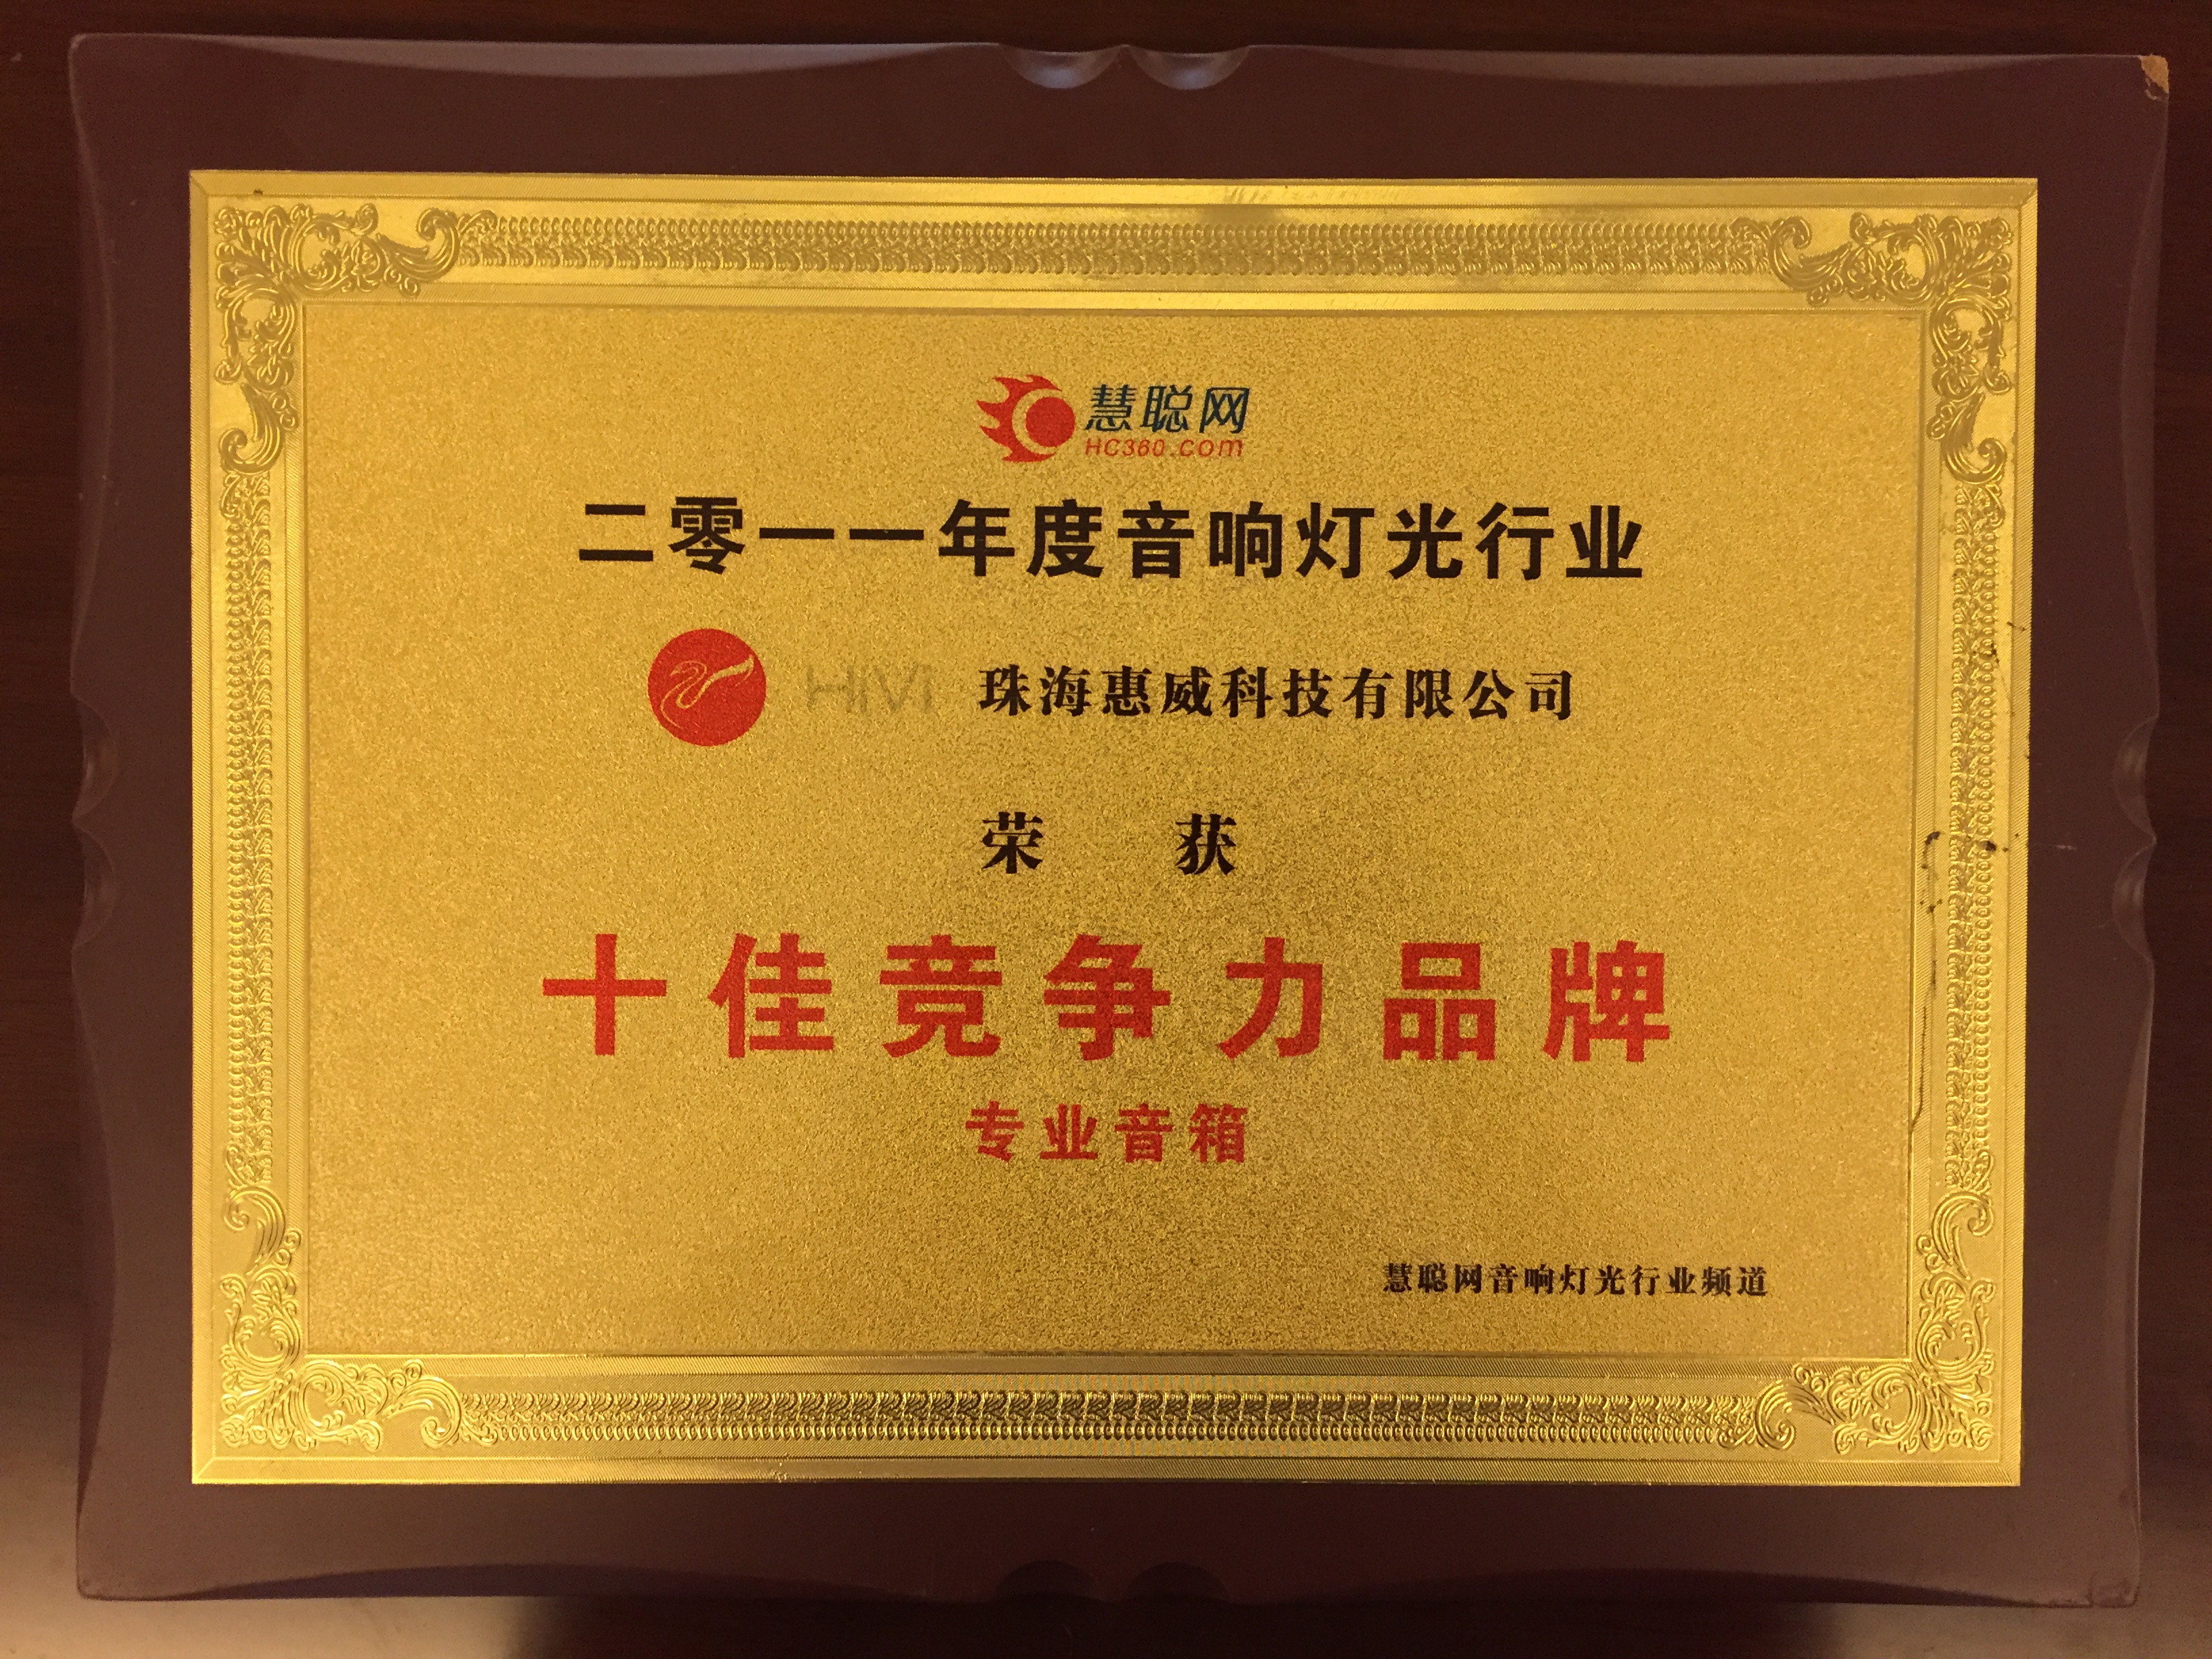 慧聪网
HC360.com
二零一一年度音响灯光行业
HiVi 珠海惠威科技有限公司
荣 获
十佳竞争力品牌
专业音箱
慧聪网音响灯光行业频道